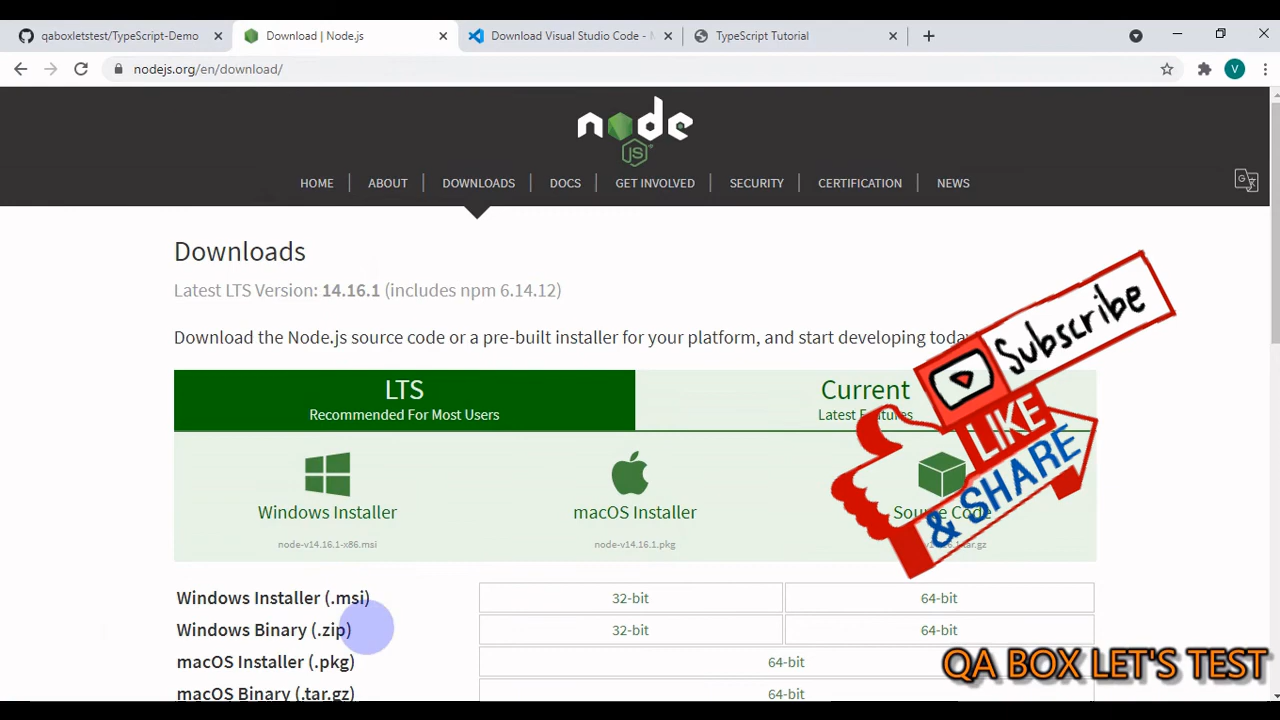 qaboxletstest/TypeScript-Demo
Download | Node.js
Download Visual Studio Code - M
TypeScript Tutorial
nodejs.org/en/download/
V
node
JS
HOME
ABOUT
DOWNLOADS
DOCS
GET INVOLVED
SECURITY
CERTIFICATION
NEWS
Downloads
Latest LTS Version: 14.16.1 (includes npm 6.14.12)
Download the Node.js source code or a pre-built installer for your platform, and start developing today
LTS
Recommended For Most Users
Current
Latest Features
Subscribe
LIKE
& SHARE
Windows Installer
node-v14.16.1-x86.msi
macOS Installer
node-v14.16.1.pkg
Source Code
Windows Installer (.msi)
32-bit
64-bit
Windows Binary (.zip)
32-bit
64-bit
macOS Installer (.pkg)
64-bit
macOS Binary (.tar.gz)
64-bit
QA BOX LET'S TEST